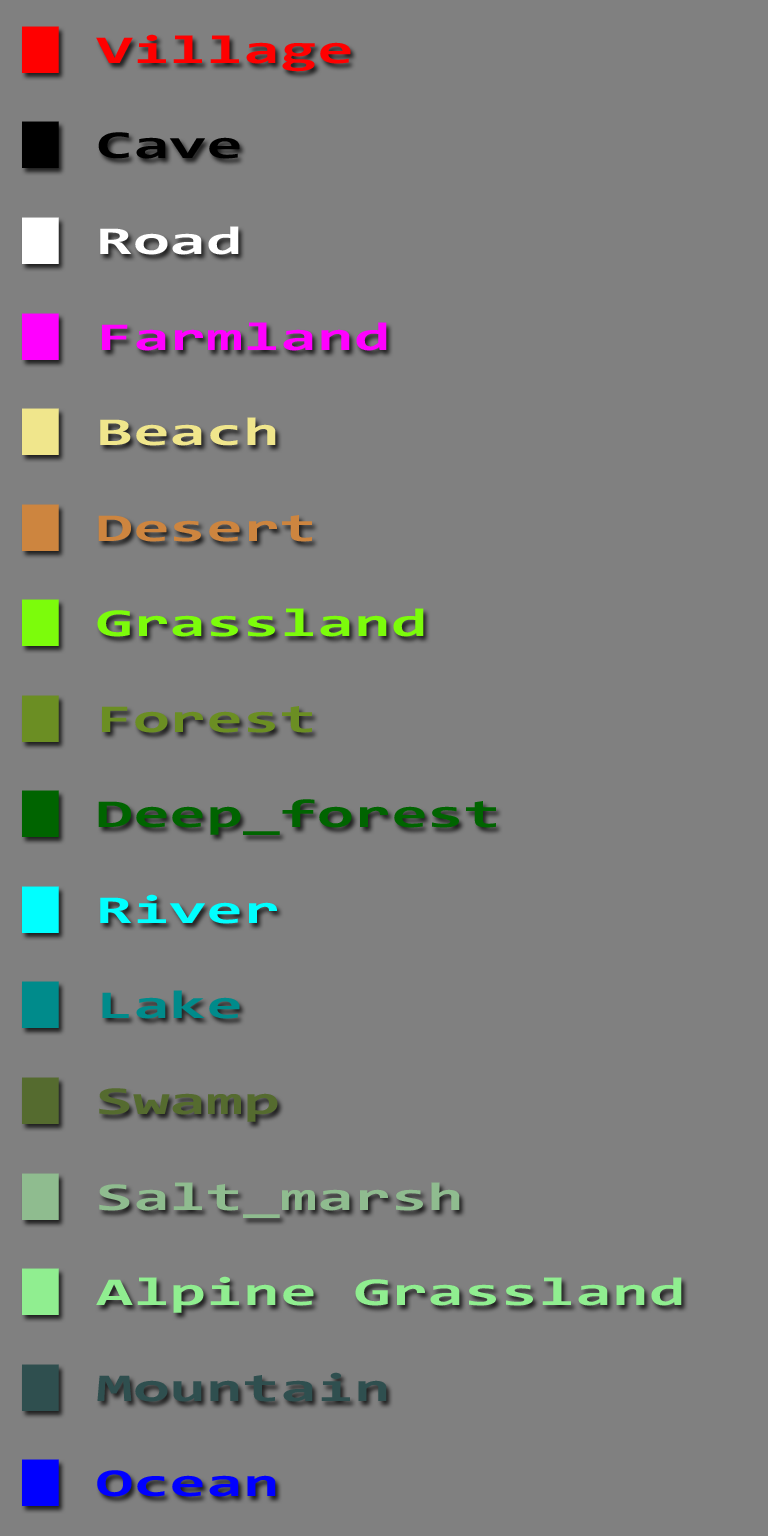 Village
Cave
Road
Farmland
Beach
Desert
Grassland
Forest
Deep_forest
River
Lake
Swamp
Salt_marsh
Alpine Grassland
Mountain
Ocean